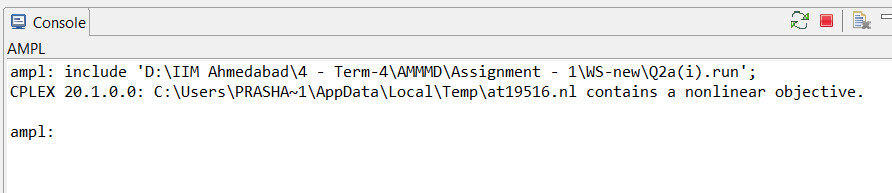 Console
AMPL
ampl: include 'D:\IIM Ahmedabad\4 - Term-4\AMMMD\Assignment - 1\WS-new\Q2a(i).run';
CPLEX 20.1.0.0: C:\Users\PRASHA~1\AppData\Local\Temp\at19516.nl contains a nonlinear objective.
ampl: